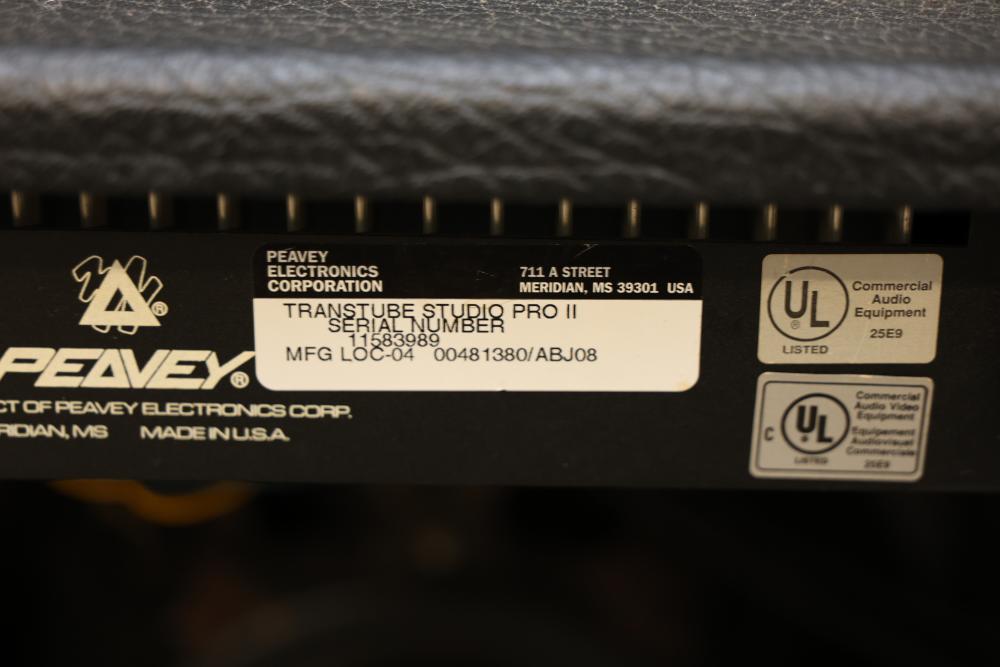 PEAVEY
ELECTRONICS
CORPORATION
711 A STREET
MERIDIAN, MS 39301 USA
TRANSTUBE STUDIO PRO II
SERIAL NUMBER
11583989
MFG LOC-04 00481380/ABJ08
®
PEAVEY®
CT OF PEAVEY ELECTRONICS CORP.
RIDIAN, MS MADE IN U.S.A.
UL
®
LISTED
Commercial
Audio
Equipment
25E9
C
UL
®
LISTED
Commercial
Audio Video
Equipment
Equipement
Audiovisuel
Commerciale
25E9